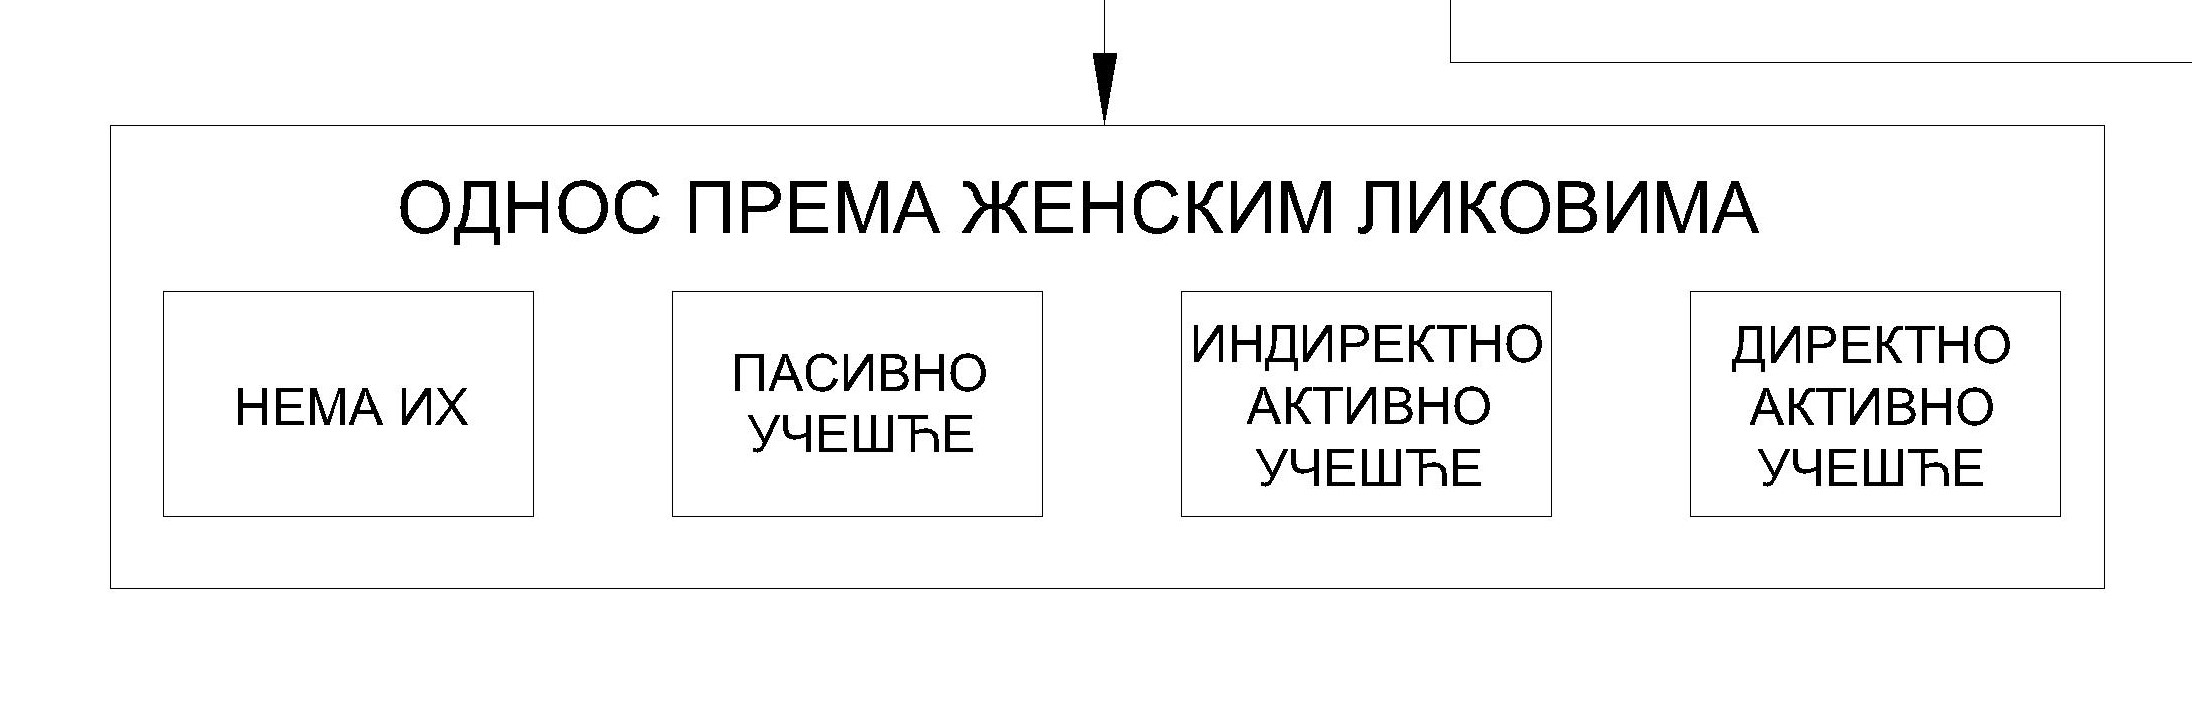 ОДНОС ПРЕМА ЖЕНСКИМ ЛИКОВИМА
НЕМА ИХ
ПАСИВНО
УЧЕШЋЕ
ИНДИРЕКТНО
АКТИВНО
УЧЕШЋЕ
ДИРЕКТНО
АКТИВНО
УЧЕШЋЕ